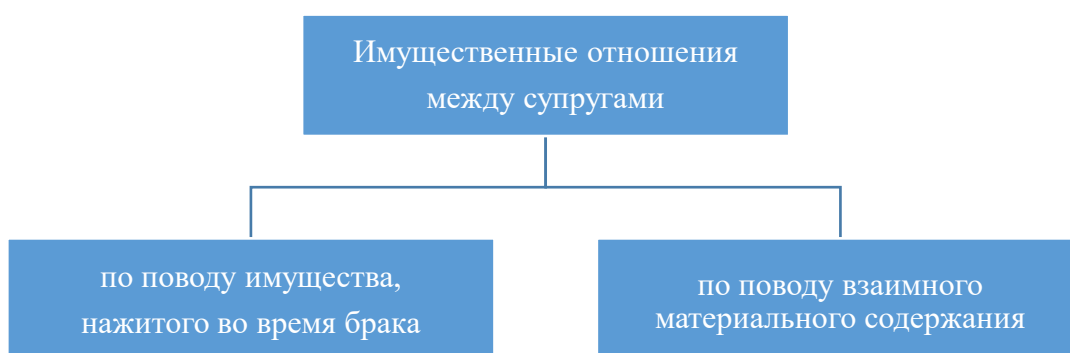 Имущественные отношения
между супругами
по поводу имущества,
нажитого во время брака
по поводу взаимного
материального содержания